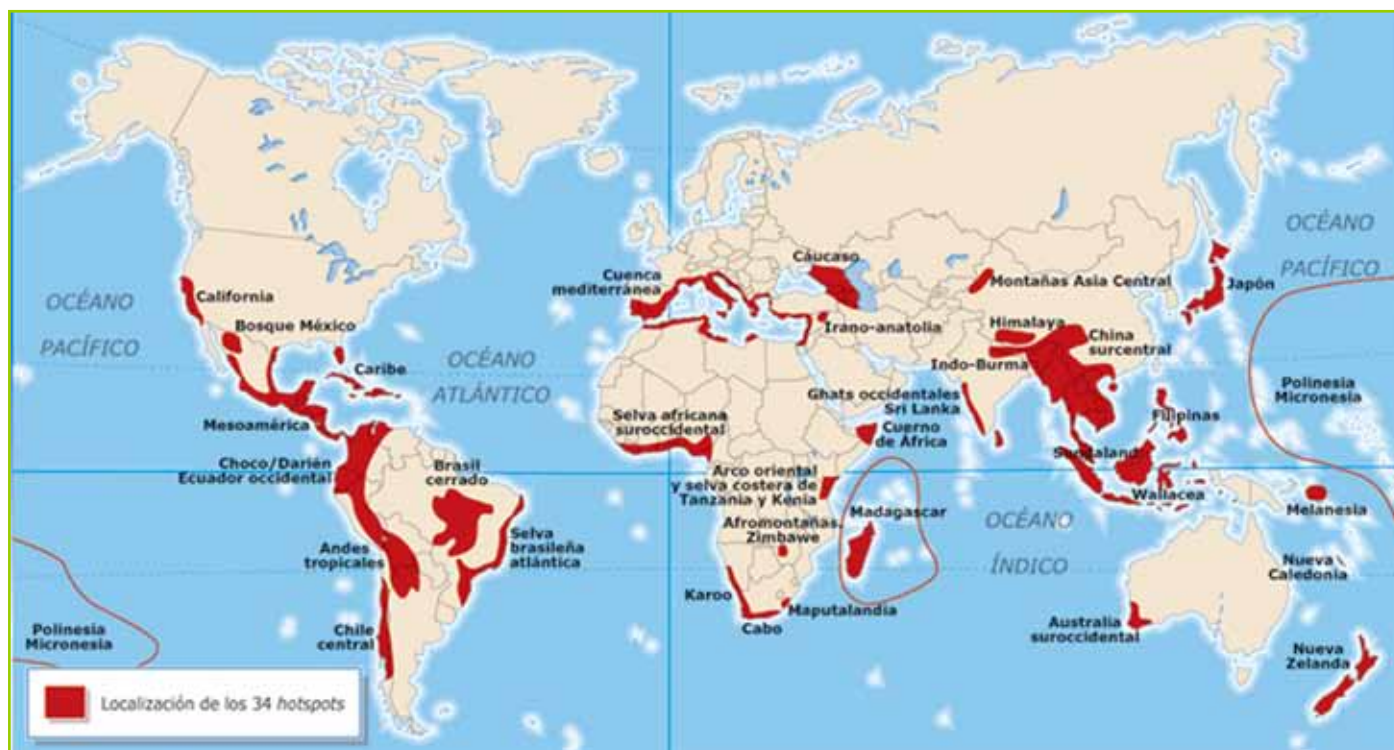 OCÉANO
PACÍFICO
California
Bosque México
Caribe
Mesoamérica
Choco/Darién
Ecuador occidental
Brasil
cerrado
Andes
tropicales
Selva
brasileña
atlántica
Chile
central
Polinesia
Micronesia
OCÉANO
ATLÁNTICO
Cuenca
mediterránea
Cáucaso
Irano-anatolia
Montañas Asia Central
Himalaya
China
surcentral
Indo-Burma
Japón
OCÉANO
PACÍFICO
Ghats occidentales
Sri Lanka
Cuerno
de África
Selva africana
suroccidental
Arco oriental
y selva costera de
Tanzania y Kenia
Afromontañas.
Zimbawe
Madagascar
Karoo
Cabo
Maputalandia
OCÉANO
ÍNDICO
Filipinas
Sundaland
Wallacea
Polinesia
Micronesia
Melanesia
Nueva
Caledonia
Australia
suroccidental
Nueva
Zelanda
Localización de los 34 hotspots